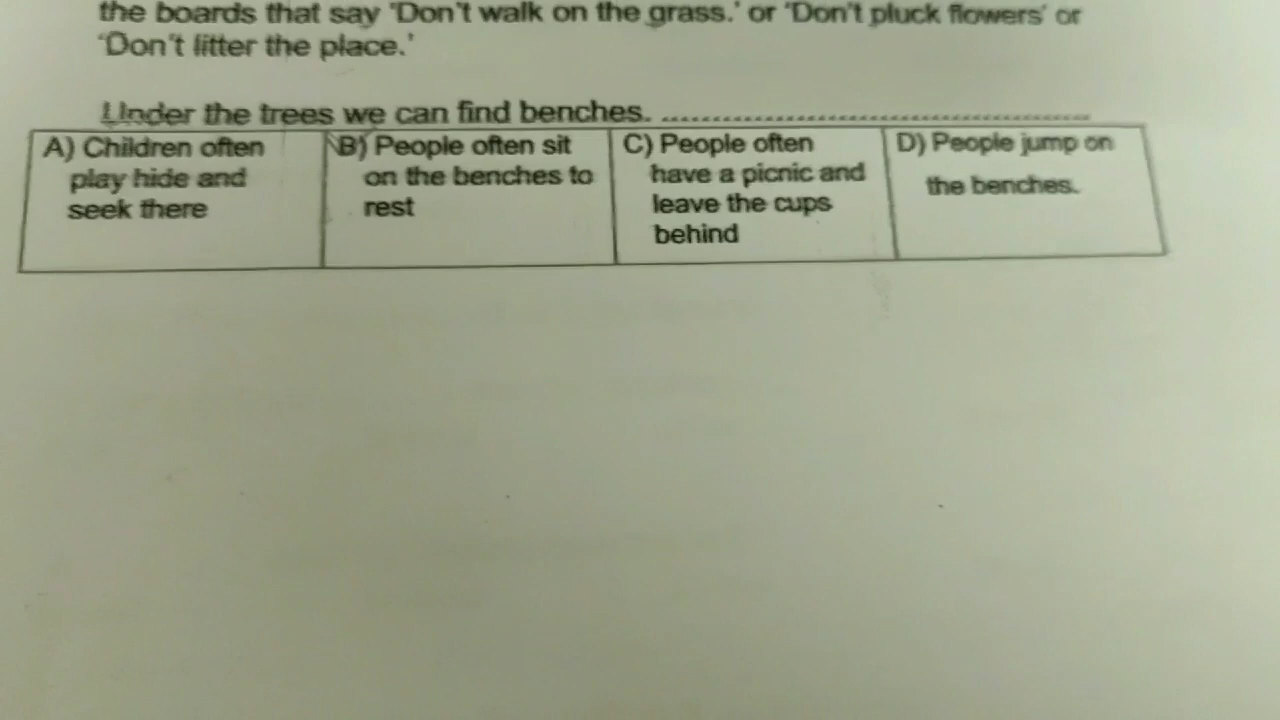 the boards that say 'Don't walk on the grass.' or 'Don't pluck flowers' or
'Don't litter the place.'
Under the trees we can find benches. ........................................
A) Children often
play hide and
seek there
B) People often sit
on the benches to
rest
C) People often
have a picnic and
leave the cups
behind
D) People jump on
the benches.